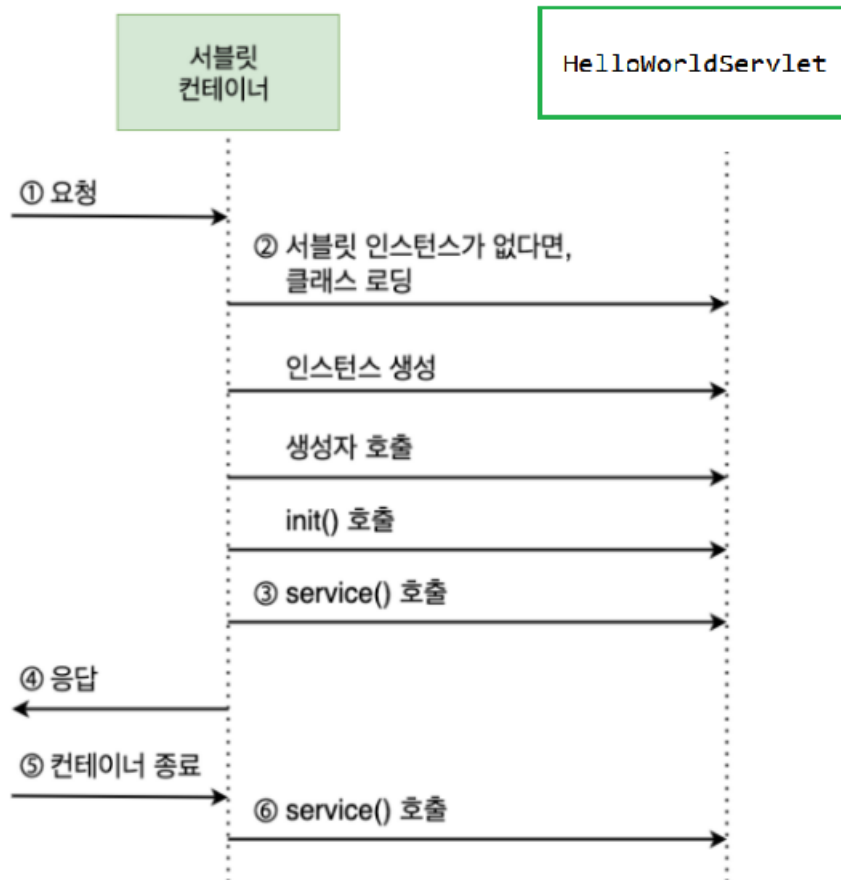 서블릿
컨테이너
HelloWorldServlet
① 요청
② 서블릿 인스턴스가 없다면,
클래스 로딩
인스턴스 생성
생성자 호출
init() 호출
③ service() 호출
④ 응답
⑤ 컨테이너 종료
⑥ service() 호출